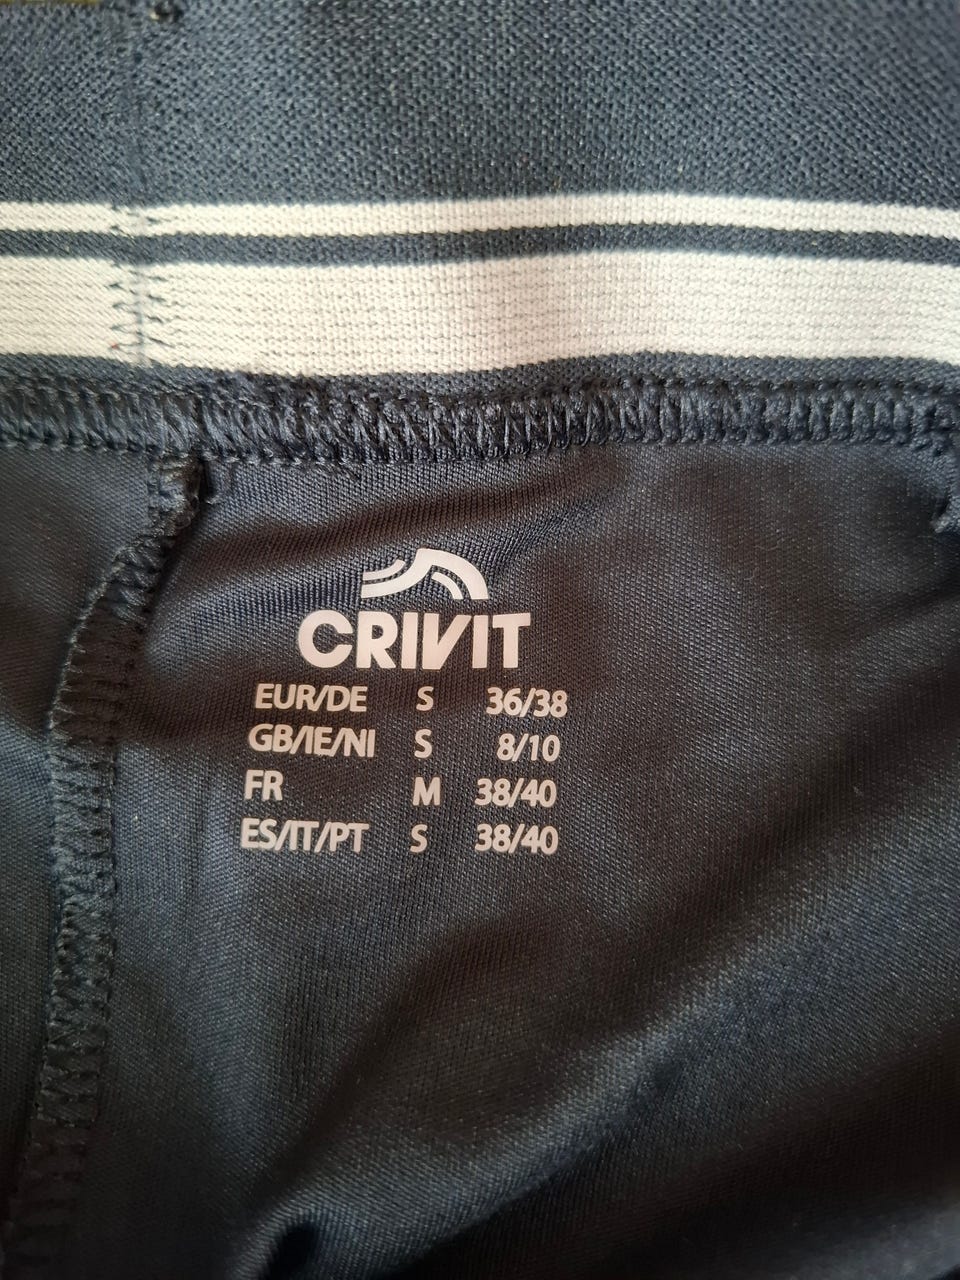 CRIVIT
EUR/DE S 36/38
GB/IE/NI S 8/10
FR M 38/40
ES/IT/PT S 38/40